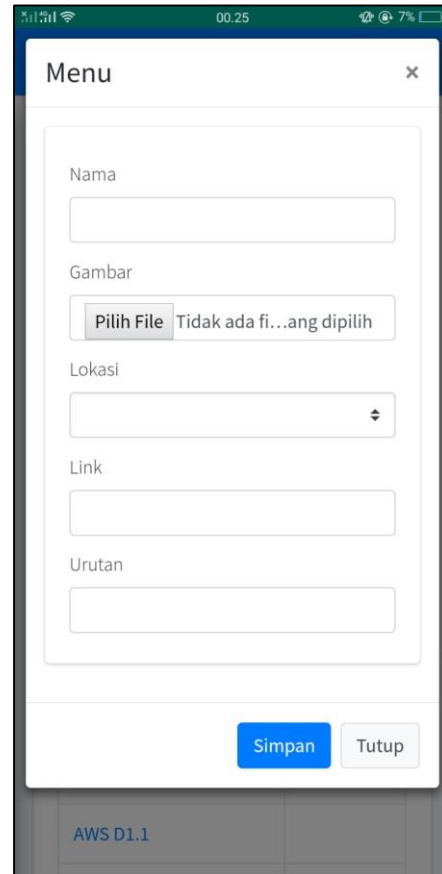 00.25
7%
Menu
×
Nama
Gambar
Pilih File Tidak ada fi...ang dipilih
Lokasi
Link
Urutan
Simpan Tutup
AWS D1.1